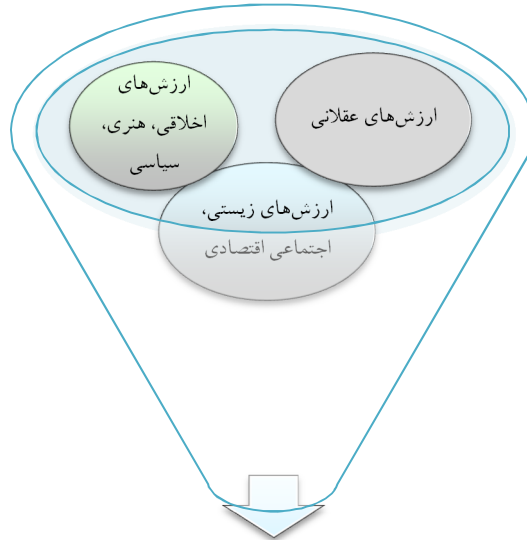 ارزش‌های عقلانی
ارزش‌های
اخلاقی، هنری،
سیاسی
ارزش‌های زیستی،
اجتماعی اقتصادی